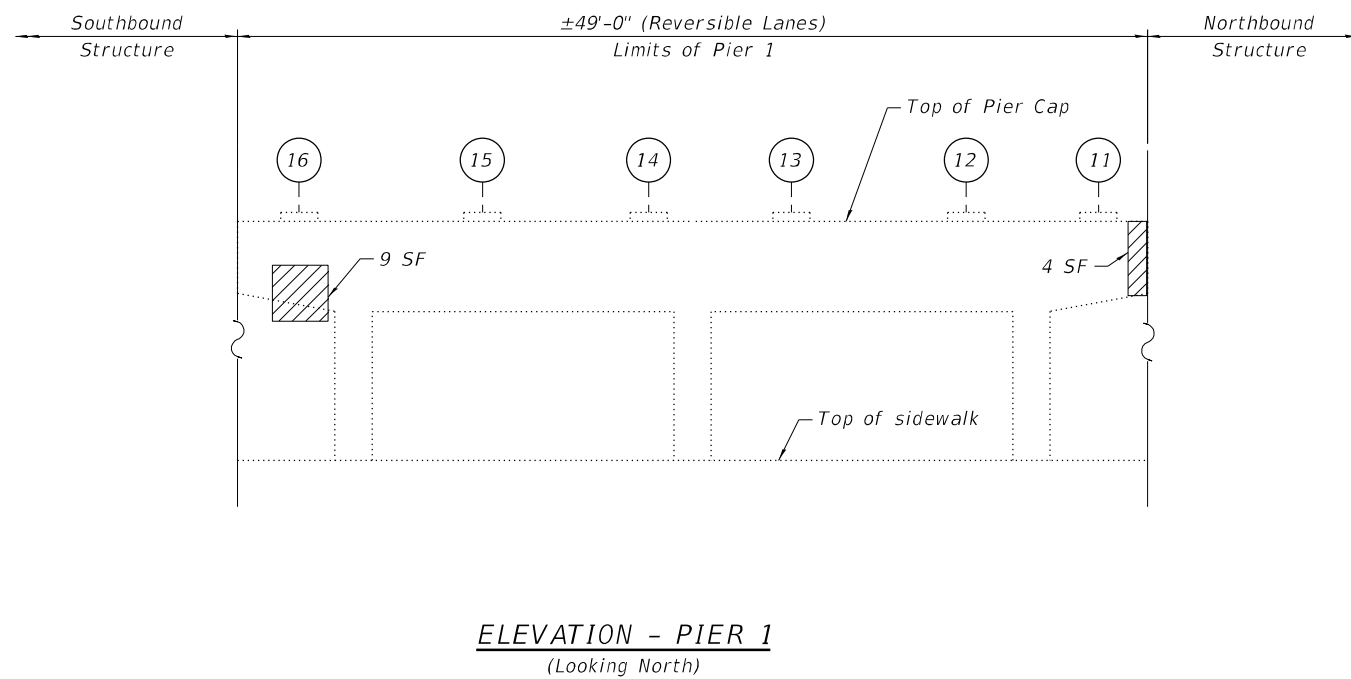 Southbound
Structure
±49'-0" (Reversible Lanes)
Limits of Pier 1
Northbound
Structure
Top of Pier Cap
16
15
14
13
12
11
9 SF
4 SF
Top of sidewalk
ELEVATION - PIER 1
(Looking North)